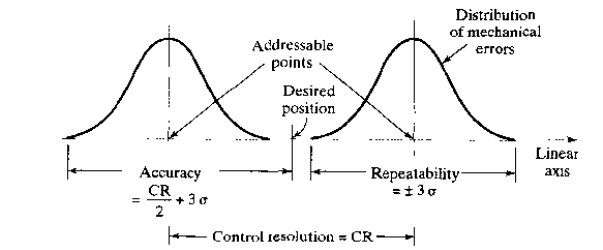 Distribution
of mechanical
errors
Addressable
points
Desired
position
Linear
axis
Accuracy
= CR/2 + 3 σ
Repeatability
= ± 3 σ
Control resolution = CR